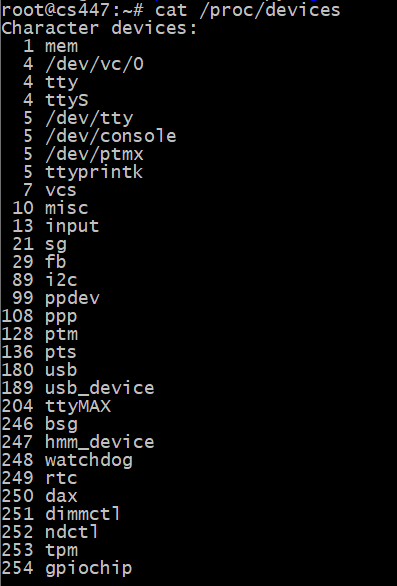 root@cs447:~# cat /proc/devices
Character devices:
  1 mem
  4 /dev/vc/0
  4 tty
  4 ttyS
  5 /dev/tty
  5 /dev/console
  5 /dev/ptmx
  5 ttyprintk
  7 vcs
 10 misc
 13 input
 21 sg
 29 fb
 89 i2c
 99 ppdev
108 ppp
128 ptm
136 pts
180 usb
189 usb_device
204 ttyMAX
246 bsg
247 hmm_device
248 watchdog
249 rtc
250 dax
251 dimmctl
252 ndctl
253 tpm
254 gpiochip